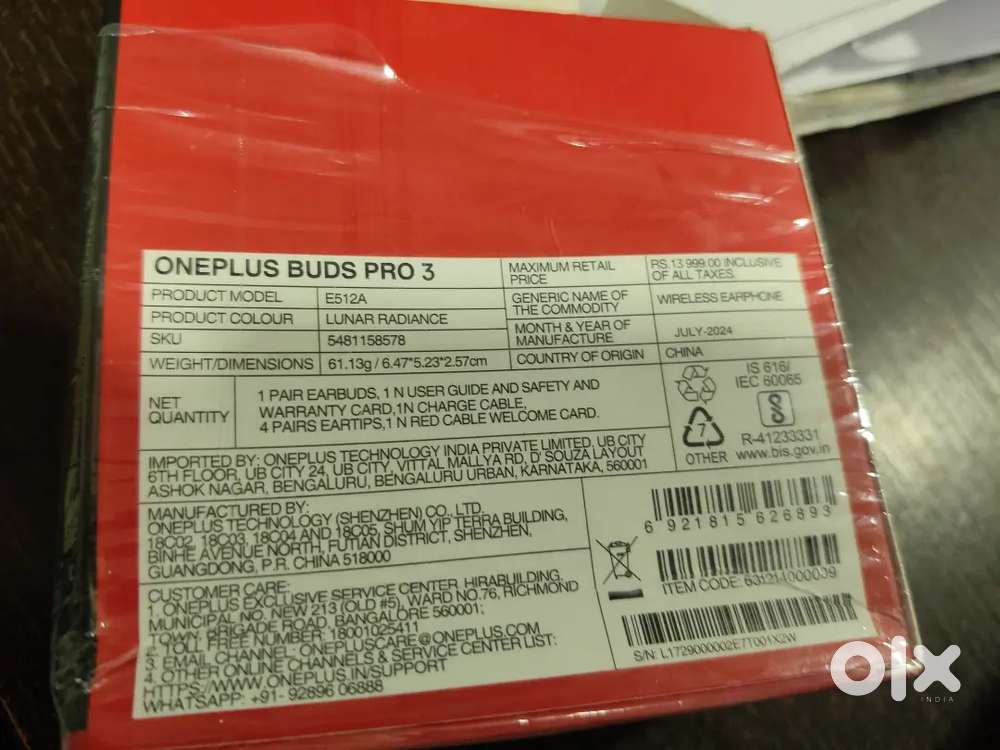 ONEPLUS BUDS PRO 3
PRODUCT MODEL E512A
PRODUCT COLOUR LUNAR RADIANCE
SKU 5481158578
WEIGHT/DIMENSIONS 61.13g / 6.47*5.23*2.57cm
MAXIMUM RETAIL
PRICE
RS.13 999.00 INCLUSIVE
OF ALL TAXES.
GENERIC NAME OF
THE COMMODITY
WIRELESS EARPHONE
MONTH & YEAR OF
MANUFACTURE
JULY-2024
COUNTRY OF ORIGIN CHINA
NET
QUANTITY
1 PAIR EARBUDS, 1 N USER GUIDE AND SAFETY AND
WARRANTY CARD,1N CHARGE CABLE,
4 PAIRS EARTIPS,1 N RED CABLE WELCOME CARD.
IS 616/
IEC 60065
7
OTHER
R-41233331
www.bis.gov.in
IMPORTED BY: ONEPLUS TECHNOLOGY INDIA PRIVATE LIMITED, UB CITY
6TH FLOOR, UB CITY 24, UB CITY, VITTAL MALLYA RD, D' SOUZA LAYOUT
ASHOK NAGAR, BENGALURU, BENGALURU URBAN, KARNATAKA, 560001
MANUFACTURED BY:
ONEPLUS TECHNOLOGY (SHENZHEN) CO., LTD.
18C02, 18C03, 18C04 AND 18C05, SHUM YIP TERRA BUILDING,
BINHE AVENUE NORTH, FUTIAN DISTRICT, SHENZHEN,
GUANGDONG, P.R. CHINA 518000
CUSTOMER CARE:
1. ONEPLUS EXCLUSIVE SERVICE CENTER, HIRABUILDING,
MUNICIPAL NO. NEW 213 (OLD #5), WARD NO.76, RICHMOND
TOWN, BRIGADE ROAD, BANGALORE 560001;
2. TOLL FREE NUMBER: 18001025411
3. EMAIL CHANNEL: ONEPLUSCARE@ONEPLUS.COM
4. OTHER ONLINE CHANNELS & SERVICE CENTER LIST:
HTTPS://WWW.ONEPLUS.IN/SUPPORT
WHATSAPP: +91- 92896 06888
6 921815 626893
ITEM CODE: 631214000039
S/N: L1729000002E7T001X2W
olx
INDIA